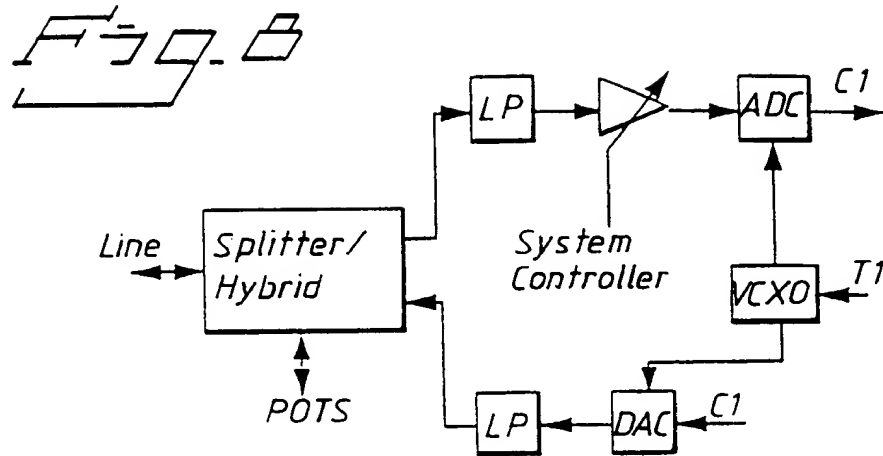 Fig. 8
LP
ADC
C1
Line
Splitter/
Hybrid
System
Controller
VCXO
T1
POTS
LP
DAC
C1